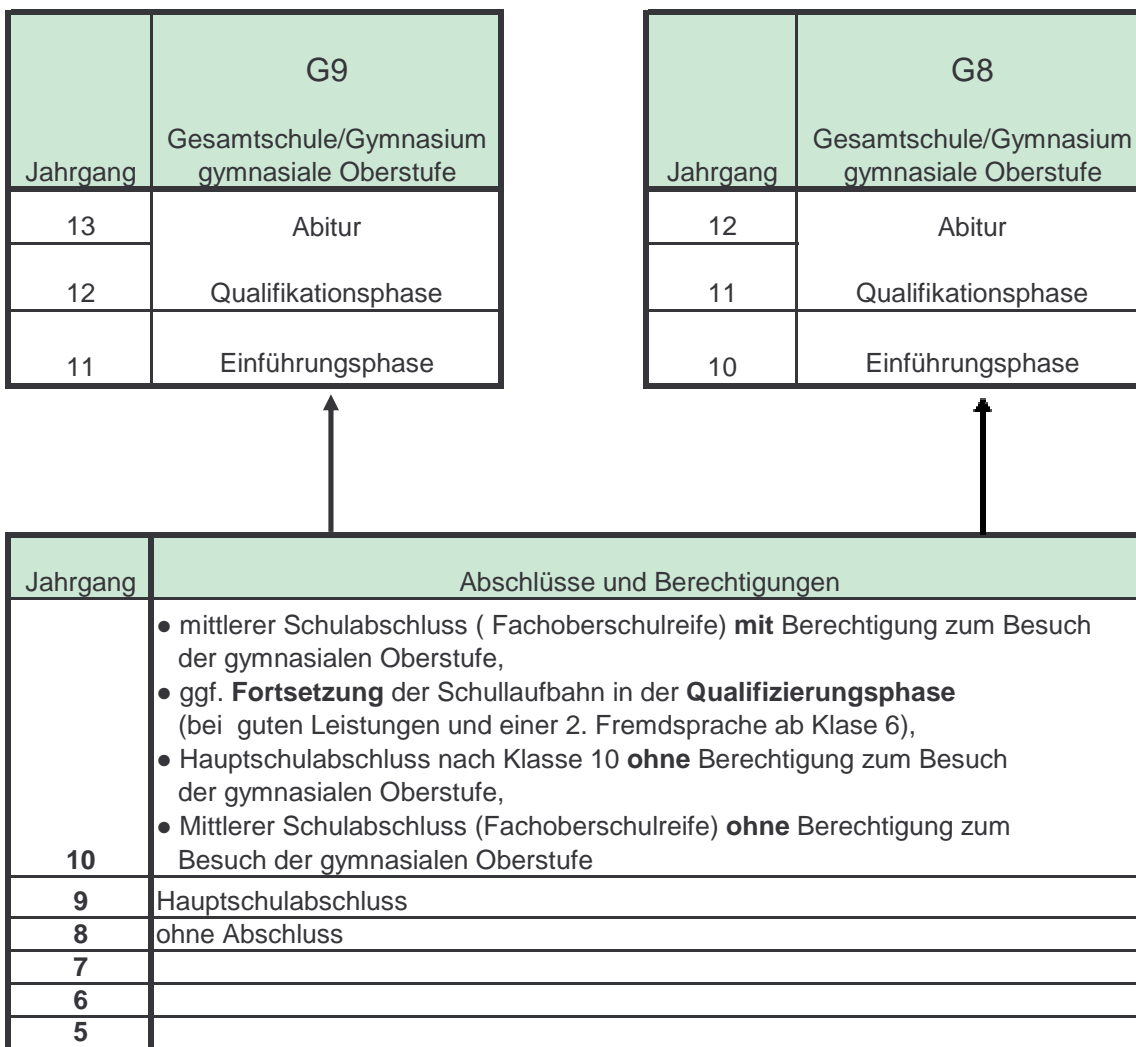 G9
Gesamtschule/Gymnasium
Jahrgang gymnasiale Oberstufe
13 Abitur
12 Qualifikationsphase
11 Einführungsphase
G8
Gesamtschule/Gymnasium
Jahrgang gymnasiale Oberstufe
12 Abitur
11 Qualifikationsphase
10 Einführungsphase
Jahrgang Abschlüsse und Berechtigungen
● mittlerer Schulabschluss ( Fachoberschulreife) mit Berechtigung zum Besuch
der gymnasialen Oberstufe,
● ggf. Fortsetzung der Schullaufbahn in der Qualifizierungsphase
(bei guten Leistungen und einer 2. Fremdsprache ab Klase 6),
● Hauptschulabschluss nach Klasse 10 ohne Berechtigung zum Besuch
der gymnasialen Oberstufe,
● Mittlerer Schulabschluss (Fachoberschulreife) ohne Berechtigung zum
10 Besuch der gymnasialen Oberstufe
9 Hauptschulabschluss
8 ohne Abschluss
7
6
5